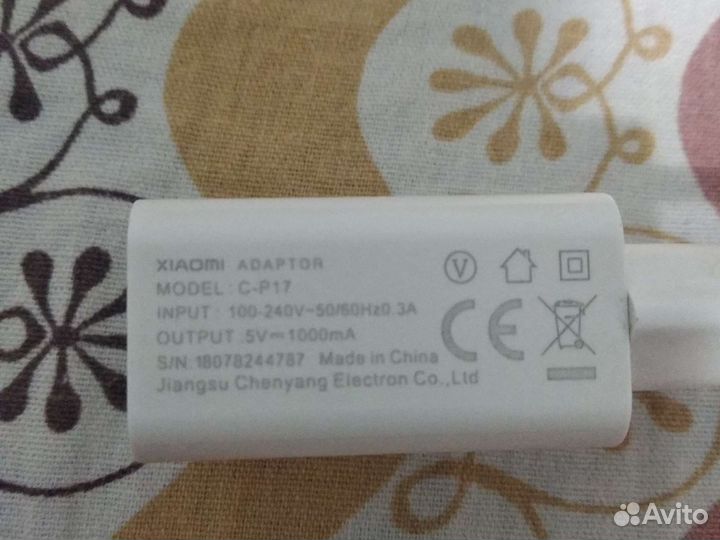 XIAOMI ADAPTOR
MODEL : C-P17
INPUT : 100-240V~50/60Hz0.3A
OUTPUT .5V⎓1000mA
S/N. 18078244787 Made in China
Jiangsu Chenyang Electron Co.,Ltd
V
CE
Avito